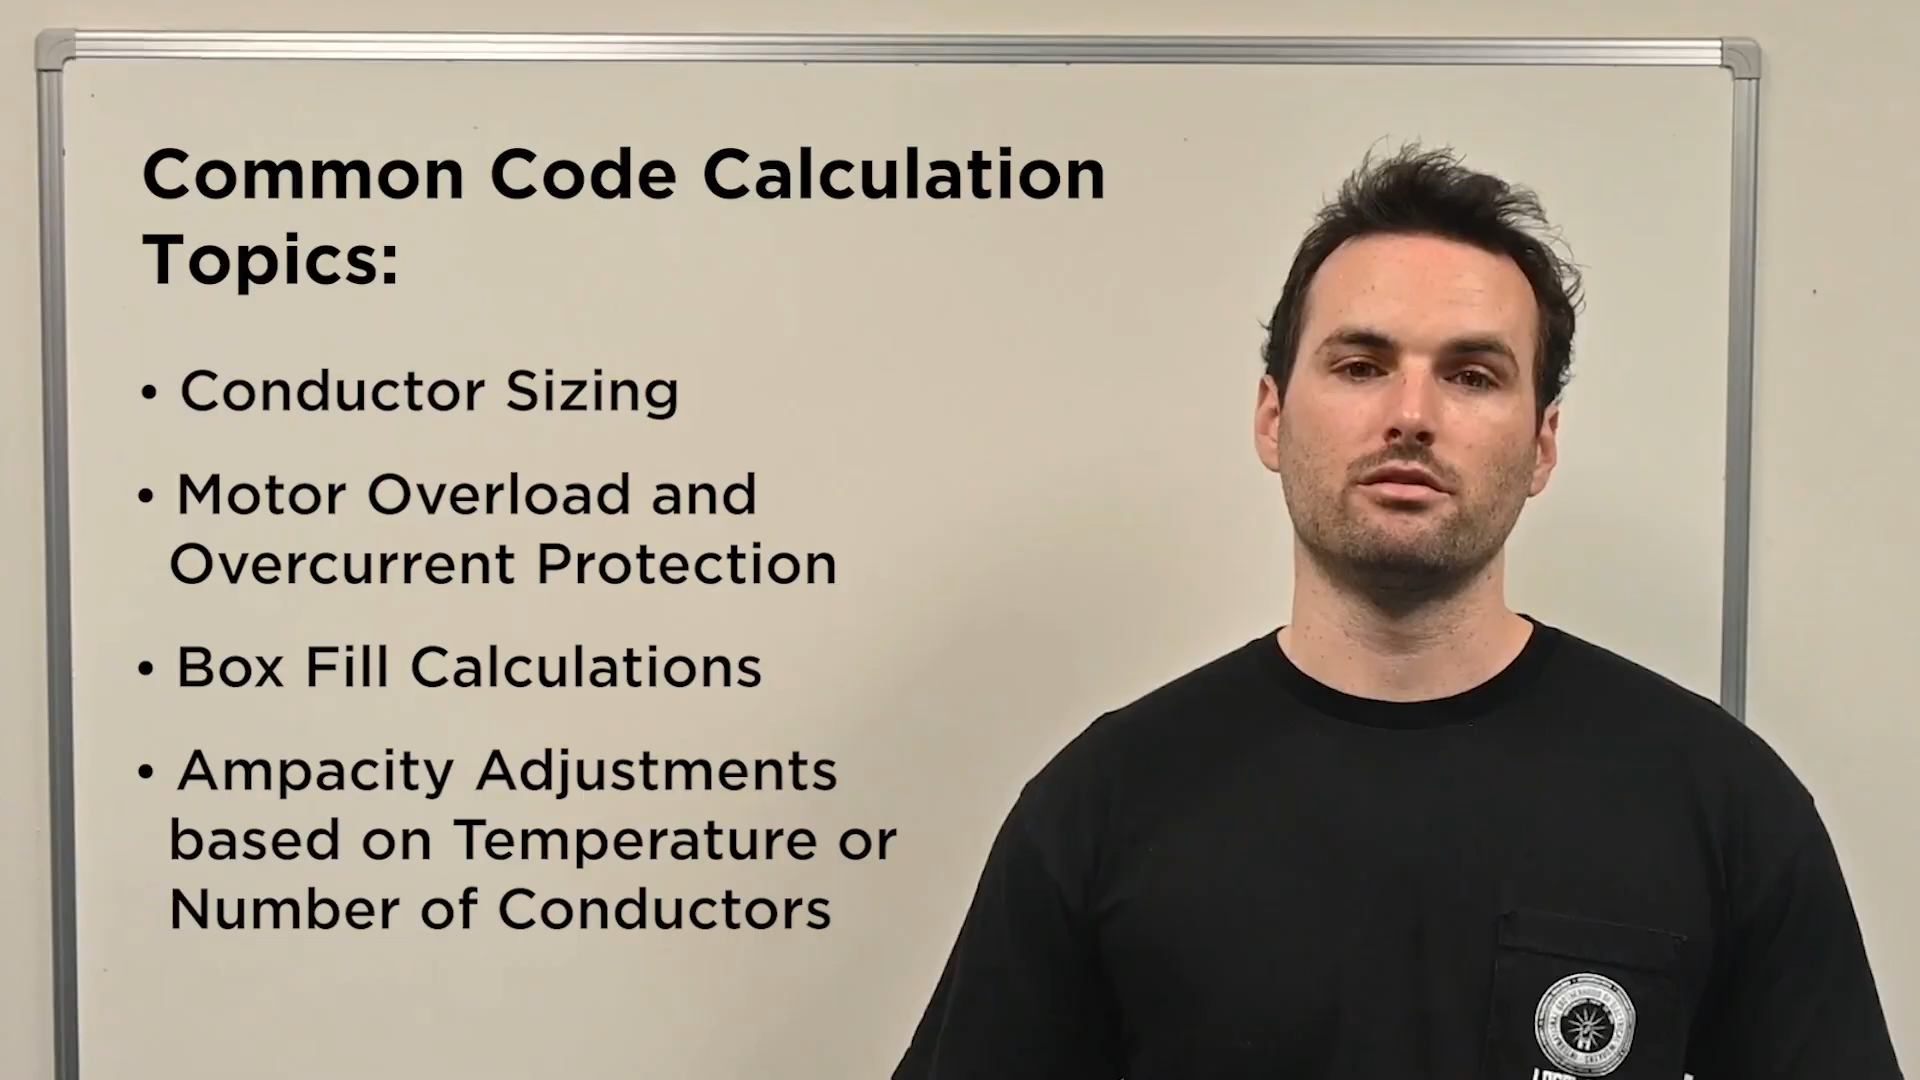 Common Code Calculation
Topics:
• Conductor Sizing
• Motor Overload and
Overcurrent Protection
• Box Fill Calculations
• Ampacity Adjustments
based on Temperature or
Number of Conductors